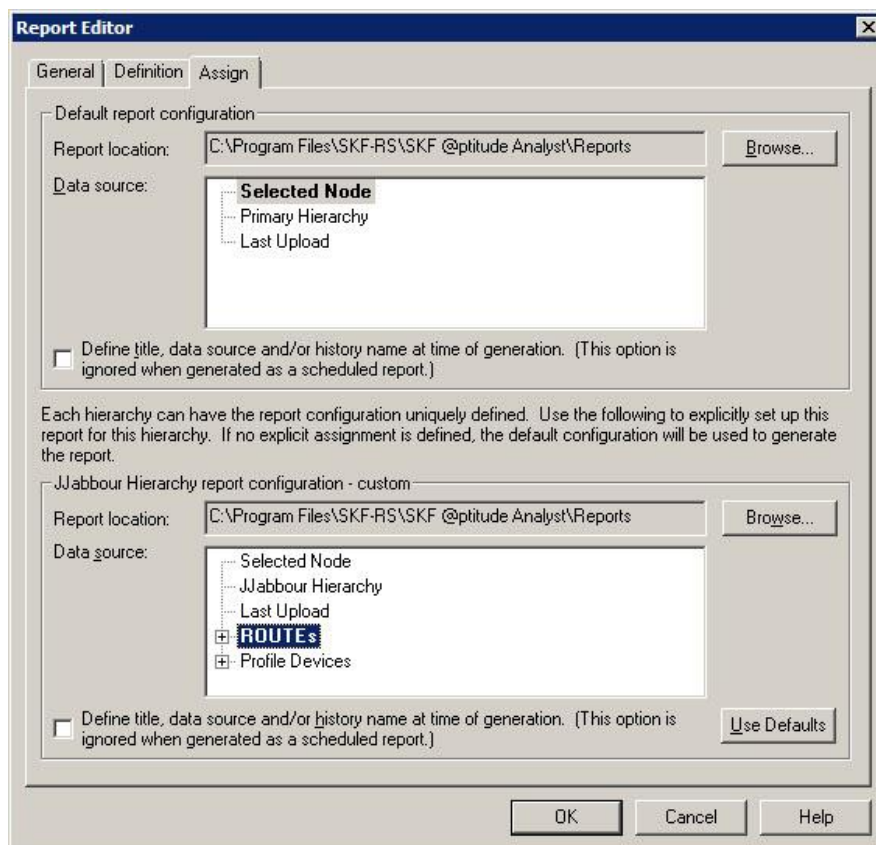 Report Editor
General Definition Assign
Default report configuration
Report location: C:\Program Files\SKF-RS\SKF @ptitude Analyst\Reports Browse...
Data source: Selected Node
Primary Hierarchy
Last Upload
Define title, data source and/or history name at time of generation. (This option is
ignored when generated as a scheduled report.)
Each hierarchy can have the report configuration uniquely defined. Use the following to explicitly set up this
report for this hierarchy. If no explicit assignment is defined, the default configuration will be used to generate
the report.
JJabbour Hierarchy report configuration - custom
Report location: C:\Program Files\SKF-RS\SKF @ptitude Analyst\Reports Browse...
Data source: Selected Node
JJabbour Hierarchy
Last Upload
ROUTEs
Profile Devices
Define title, data source and/or history name at time of generation. (This option is
ignored when generated as a scheduled report.) Use Defaults
OK Cancel Help